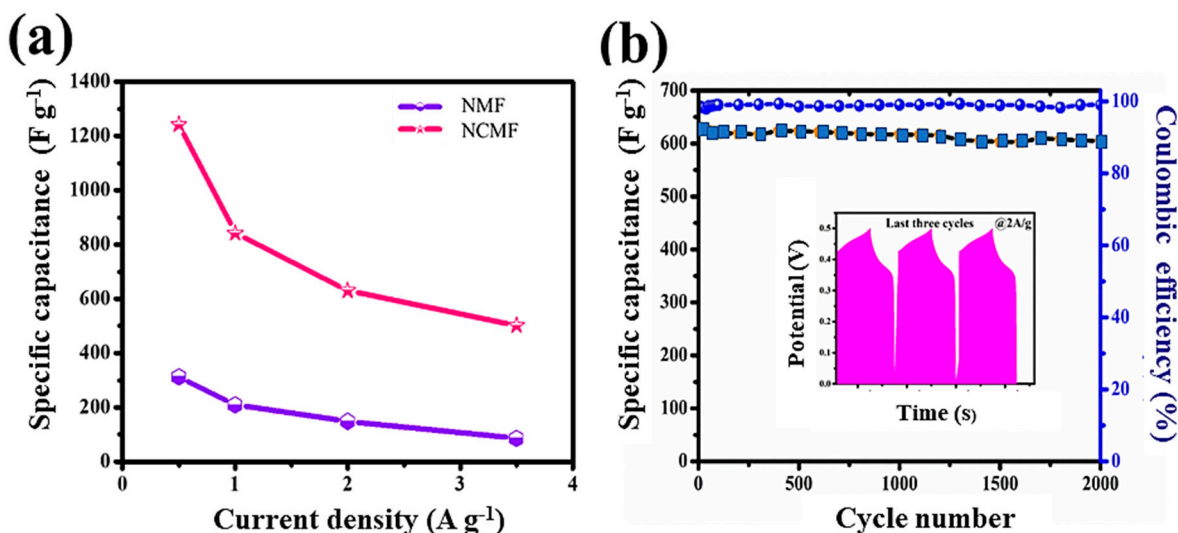 (a)
Specific capacitance (F g⁻¹)
1400
1200
1000
800
600
400
200
0
NMF
NCMF
0 1 2 3 4
Current density (A g⁻¹)
(b)
Specific capacitance (F g⁻¹)
700
600
500
400
300
200
100
0
Last three cycles @2A/g
Potential (V)
0.5
0.4
0.3
0.2
0.1
0.0
Time (s)
0 500 1000 1500 2000
Cycle number
100
80
60
40
20
0
Coulombic efficiency (%)